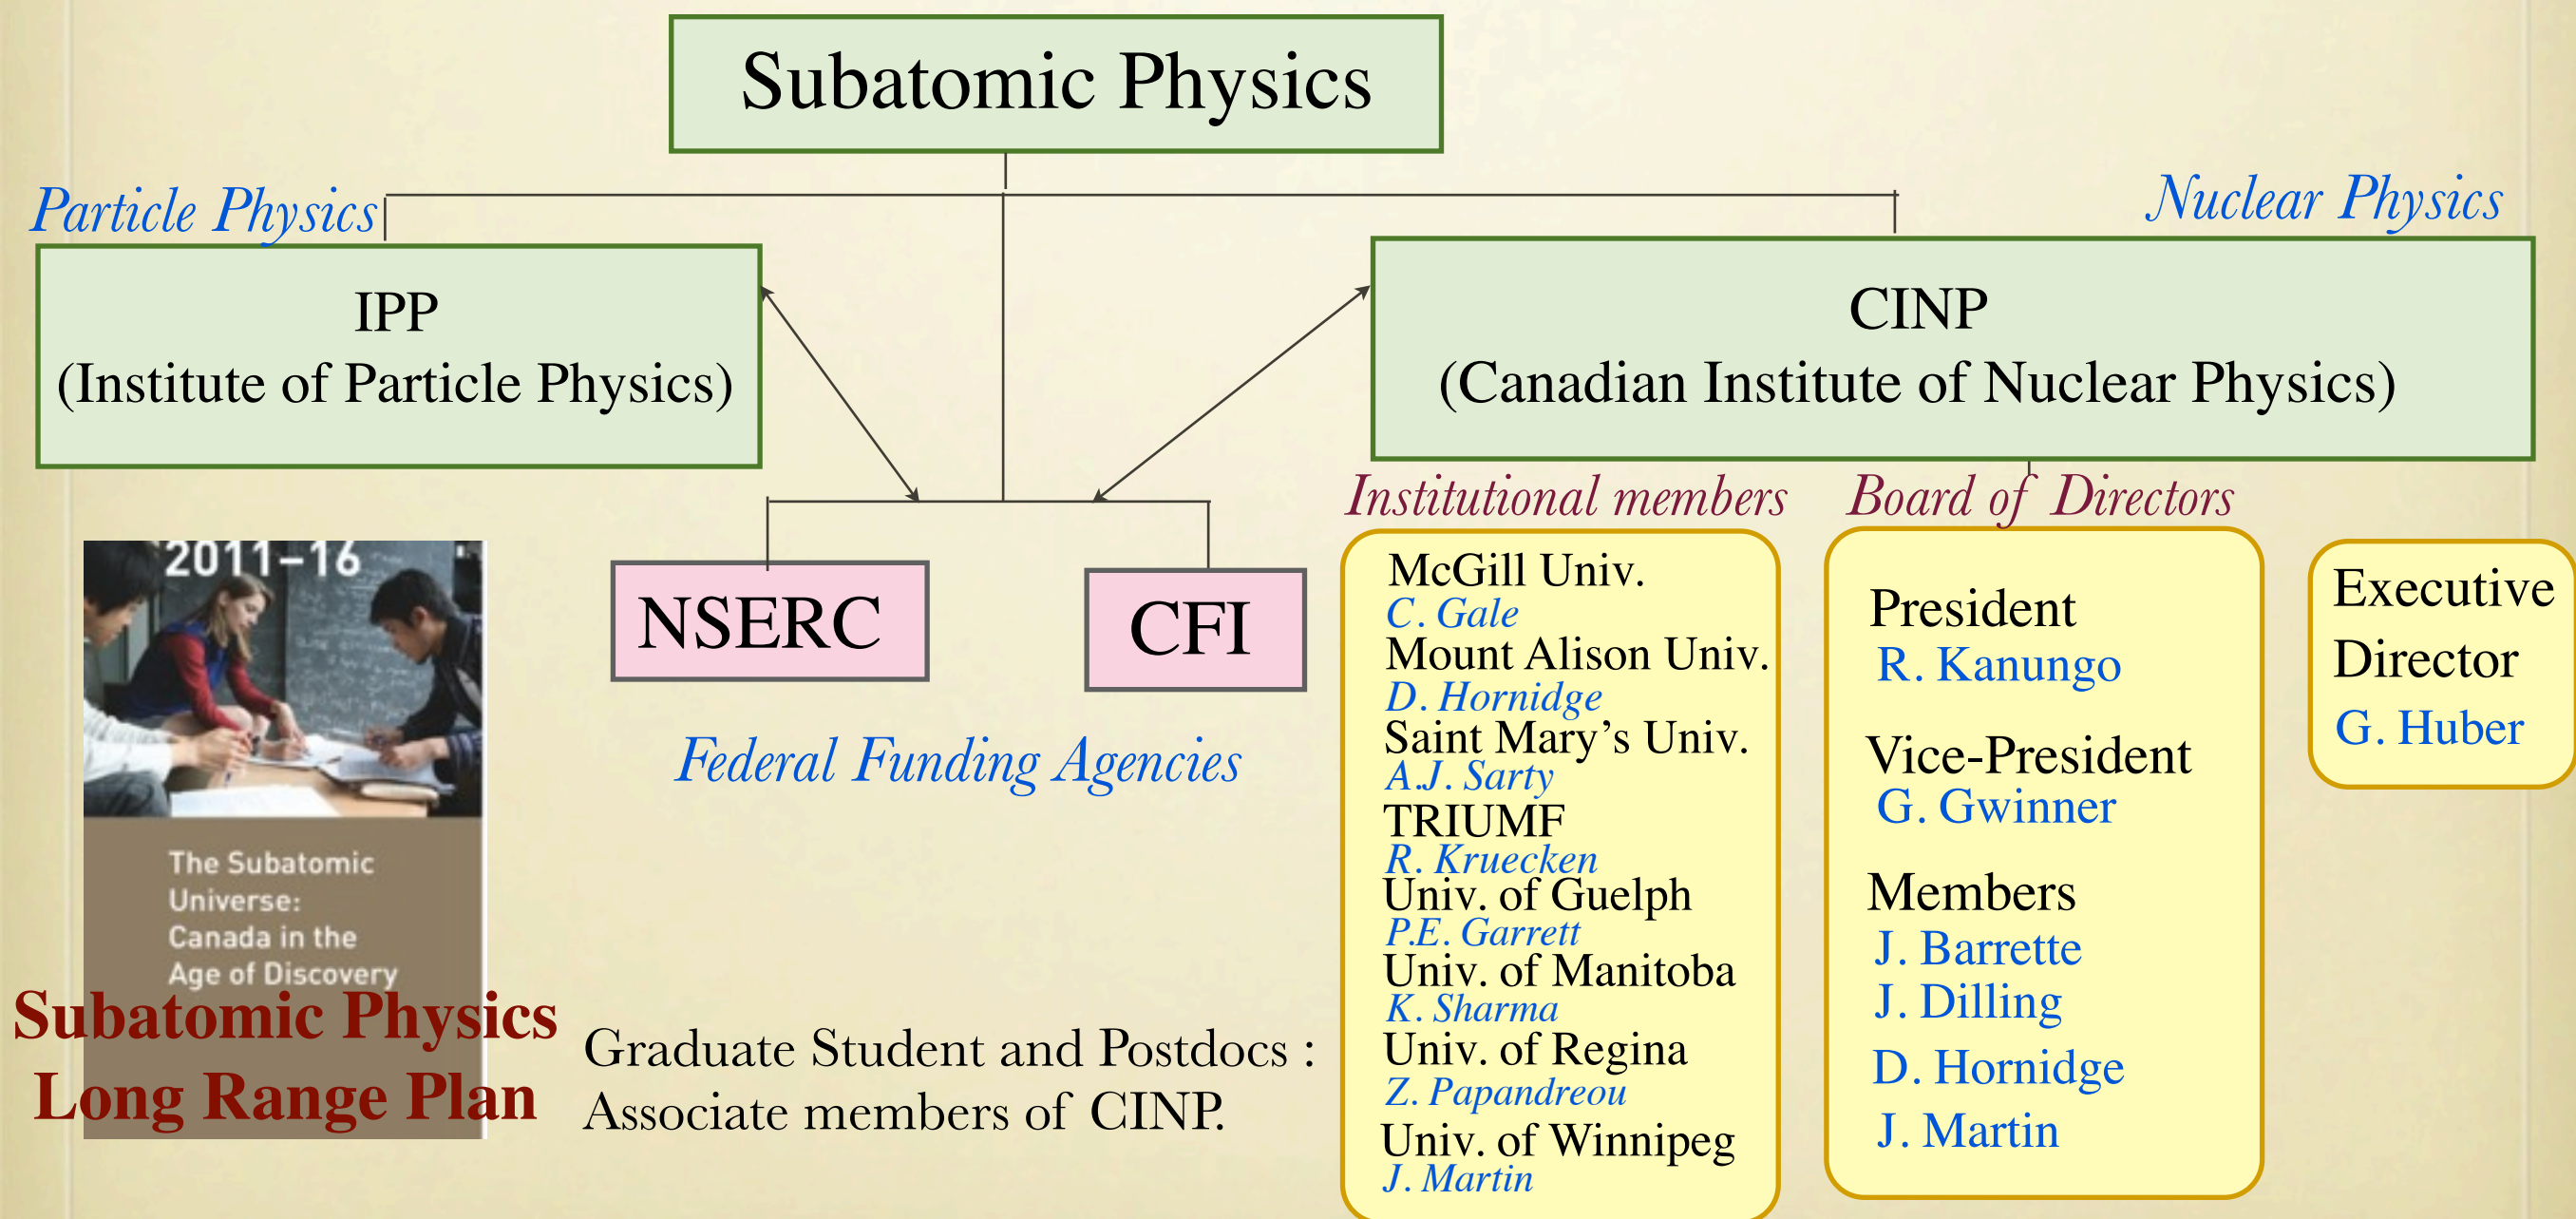 Subatomic Physics
Particle Physics
Nuclear Physics
IPP
(Institute of Particle Physics)
CINP
(Canadian Institute of Nuclear Physics)
NSERC
CFI
Federal Funding Agencies
2011–16
The Subatomic
Universe:
Canada in the
Age of Discovery
Subatomic Physics
Long Range Plan
Graduate Student and Postdocs :
Associate members of CINP.
Institutional members
McGill Univ.
C. Gale
Mount Alison Univ.
D. Hornidge
Saint Mary’s Univ.
A.J. Sarty
TRIUMF
R. Kruecken
Univ. of Guelph
P.E. Garrett
Univ. of Manitoba
K. Sharma
Univ. of Regina
Z. Papandreou
Univ. of Winnipeg
J. Martin
Board of Directors
President
R. Kanungo
Vice-President
G. Gwinner
Members
J. Barrette
J. Dilling
D. Hornidge
J. Martin
Executive
Director
G. Huber